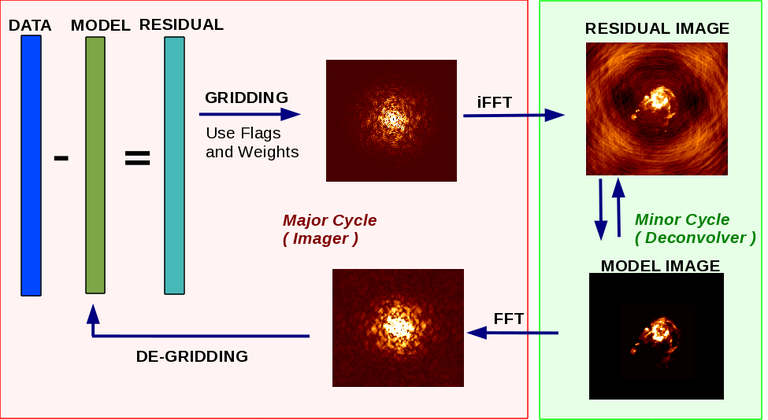 DATA
MODEL
RESIDUAL
-
=
GRIDDING
Use Flags
and Weights
iFFT
RESIDUAL IMAGE
Major Cycle
( Imager )
Minor Cycle
( Deconvolver )
MODEL IMAGE
FFT
DE-GRIDDING